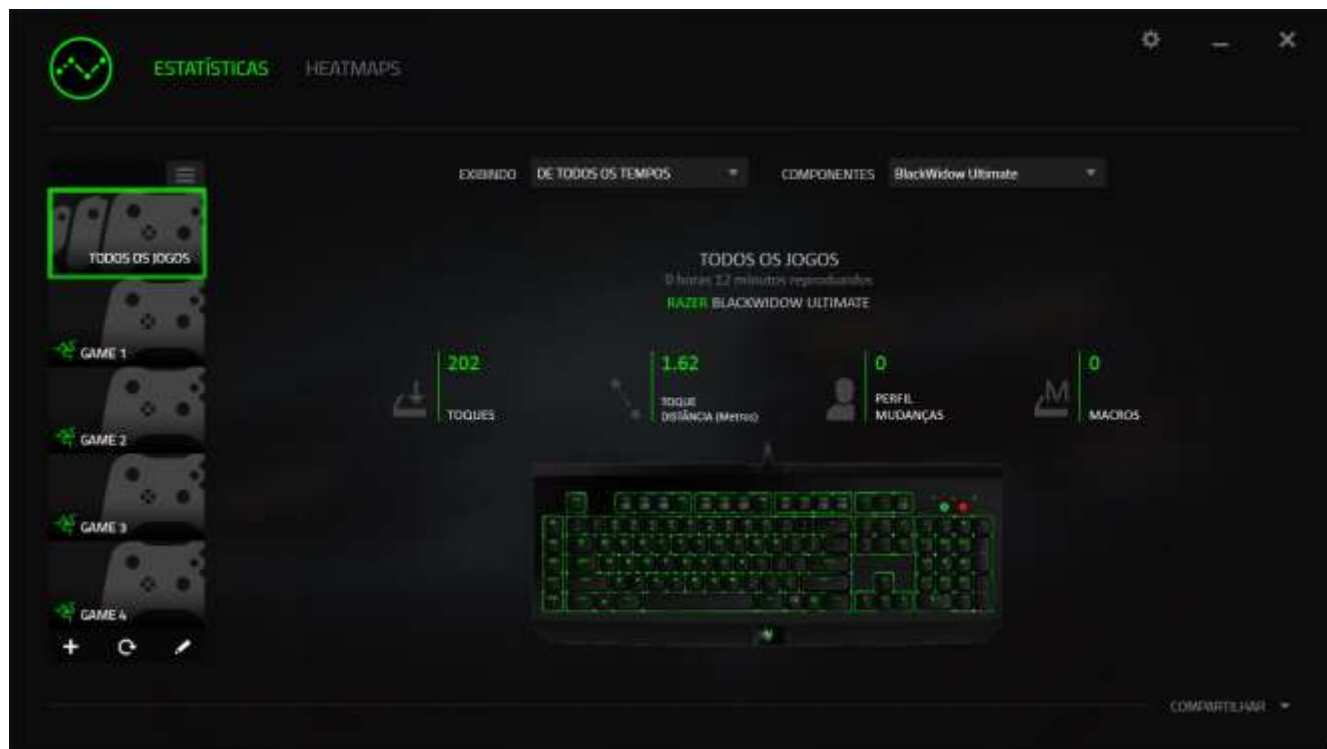 ESTATÍSTICAS HEATMAPS
EXIBINDO DE TODOS OS TEMPOS COMPONENTES BlackWidow Ultimate
TODOS OS JOGOS
TODOS OS JOGOS
0 horas 12 minutos reproduzidos
RAZER BLACKWIDOW ULTIMATE
GAME 1
202
TOQUES
1.62
TOQUE
DISTÂNCIA (Metros)
0
PERFIL
MUDANÇAS
M
0
MACROS
GAME 2
GAME 3
GAME 4
COMPARTILHAR